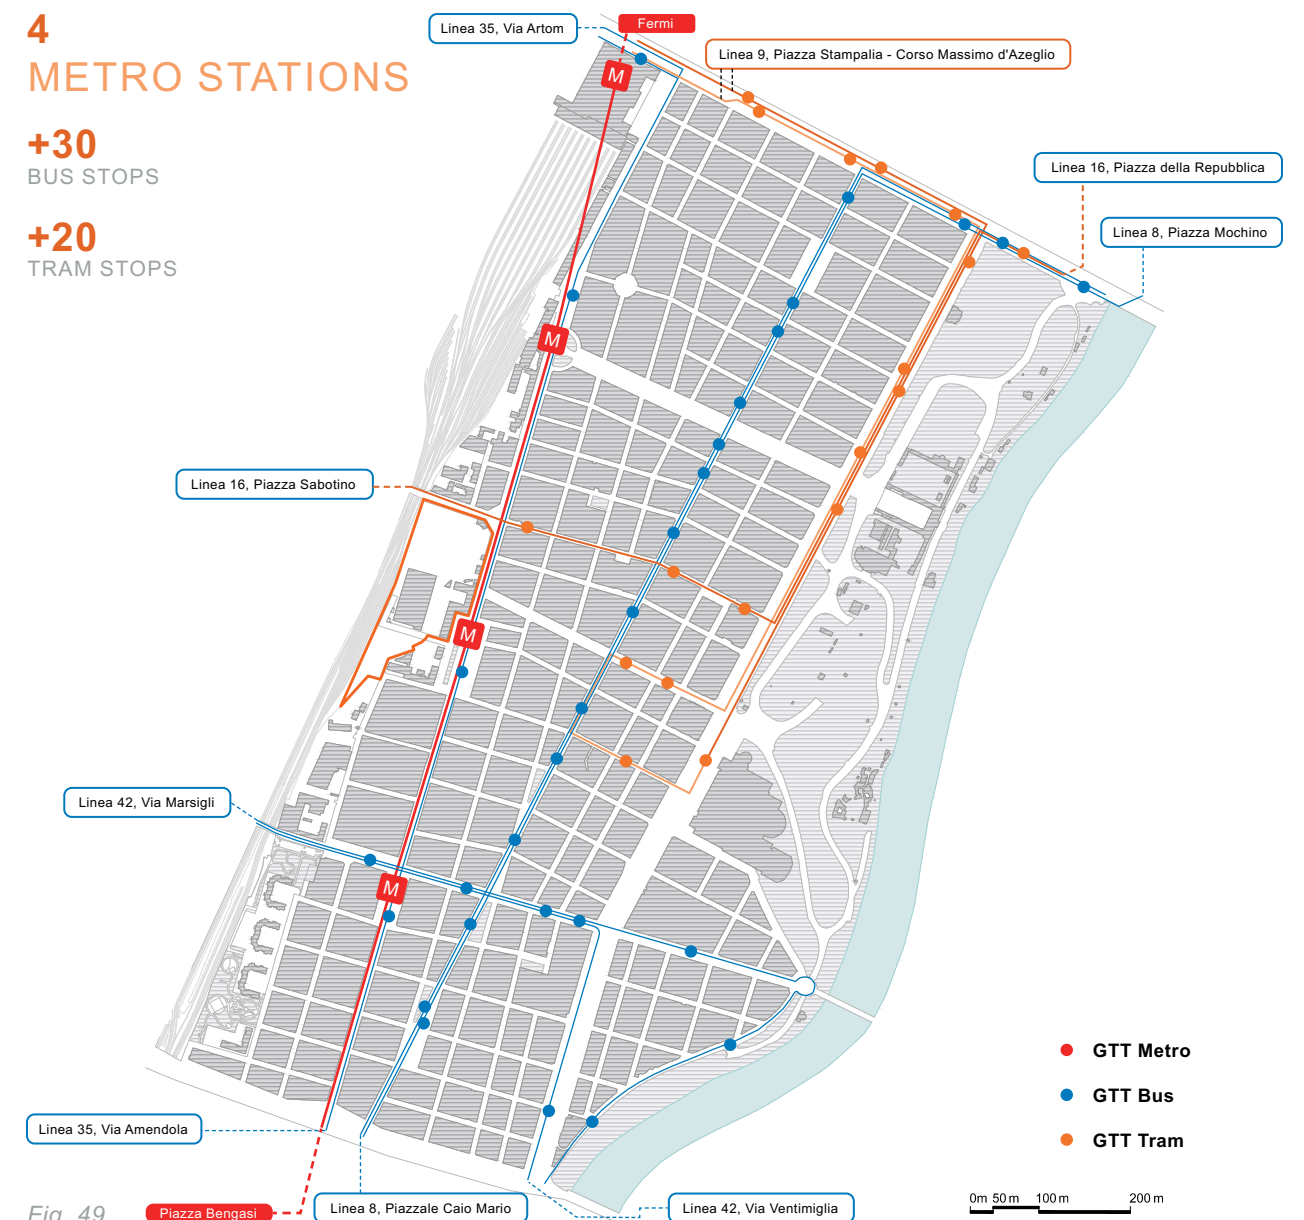 4
METRO STATIONS
+30
BUS STOPS
+20
TRAM STOPS
Linea 35, Via Artom
Fermi
Linea 9, Piazza Stampalia - Corso Massimo d'Azeglio
M
Linea 16, Piazza della Repubblica
Linea 8, Piazza Mochino
M
Linea 16, Piazza Sabotino
M
Linea 42, Via Marsigli
M
GTT Metro
GTT Bus
GTT Tram
Linea 35, Via Amendola
Fig. 49
Piazza Bengasi
Linea 8, Piazzale Caio Mario
Linea 42, Via Ventimiglia
0m 50 m 100 m 200 m